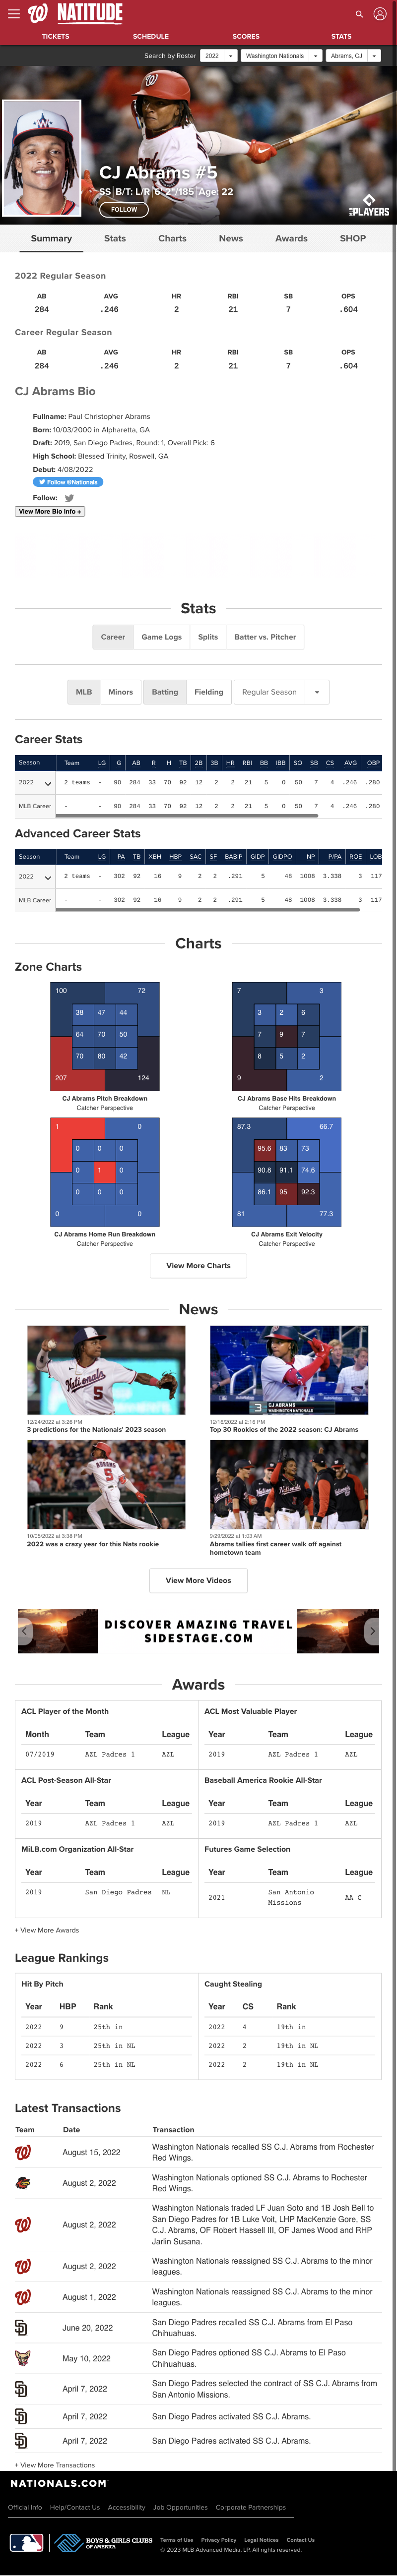 NATITUDE
TICKETS SCHEDULE SCORES STATS
Search by Roster 2022 Washington Nationals Abrams, CJ
CJ Abrams #5
SS B/T: L/R 6' 2"/185 Age: 22
FOLLOW
PLAYERS
Summary Stats Charts News Awards SHOP
2022 Regular Season
AB AVG HR RBI SB OPS
284 .246 2 21 7 .604
Career Regular Season
AB AVG HR RBI SB OPS
284 .246 2 21 7 .604
CJ Abrams Bio
Fullname: Paul Christopher Abrams
Born: 10/03/2000 in Alpharetta, GA
Draft: 2019, San Diego Padres, Round: 1, Overall Pick: 6
High School: Blessed Trinity, Roswell, GA
Debut: 4/08/2022
Follow @Nationals
Follow:
View More Bio Info +
Stats
Career Game Logs Splits Batter vs. Pitcher
MLB Minors Batting Fielding Regular Season
Career Stats
Season Team LG G AB R H TB 2B 3B HR RBI BB IBB SO SB CS AVG OBP
2022 2 teams - 90 284 33 70 92 12 2 2 21 5 0 50 7 4 .246 .280
MLB Career - - 90 284 33 70 92 12 2 2 21 5 0 50 7 4 .246 .280
Advanced Career Stats
Season Team LG PA TB XBH HBP SAC SF BABIP GIDP GIDPO NP P/PA ROE LOB
2022 2 teams - 302 92 16 9 2 2 .291 5 48 1008 3.338 3 117
MLB Career - - 302 92 16 9 2 2 .291 5 48 1008 3.338 3 117
Charts
Zone Charts
100 72
38 47 44
64 70 50
70 80 42
207 124
CJ Abrams Pitch Breakdown
Catcher Perspective
7 3
3 2 6
7 9 7
8 5 2
9 2
CJ Abrams Base Hits Breakdown
Catcher Perspective
1 0
0 0 0
0 1 0
0 0 0
0 0
CJ Abrams Home Run Breakdown
Catcher Perspective
87.3 66.7
95.6 83 73
90.8 91.1 74.6
86.1 95 92.3
81 77.3
CJ Abrams Exit Velocity
Catcher Perspective
View More Charts
News
Nationals
5
3 CJ ABRAMS
WASHINGTON NATIONALS
12/24/2022 at 3:26 PM
3 predictions for the Nationals' 2023 season
12/16/2022 at 2:16 PM
Top 30 Rookies of the 2022 season: CJ Abrams
10/05/2022 at 3:38 PM
2022 was a crazy year for this Nats rookie
9/29/2022 at 1:03 AM
Abrams tallies first career walk off against
hometown team
View More Videos
DISCOVER AMAZING TRAVEL
SIDESTAGE.COM
Awards
ACL Player of the Month
Month Team League
07/2019 AZL Padres 1 AZL
ACL Most Valuable Player
Year Team League
2019 AZL Padres 1 AZL
ACL Post-Season All-Star
Year Team League
2019 AZL Padres 1 AZL
Baseball America Rookie All-Star
Year Team League
2019 AZL Padres 1 AZL
MiLB.com Organization All-Star
Year Team League
2019 San Diego Padres NL
Futures Game Selection
Year Team League
2021 San Antonio Missions AA C
+ View More Awards
League Rankings
Hit By Pitch
Year HBP Rank
2022 9 25th in
2022 3 25th in NL
2022 6 25th in NL
Caught Stealing
Year CS Rank
2022 4 19th in
2022 2 19th in NL
2022 2 19th in NL
Latest Transactions
Team Date Transaction
August 15, 2022 Washington Nationals recalled SS C.J. Abrams from Rochester
Red Wings.
August 2, 2022 Washington Nationals optioned SS C.J. Abrams to Rochester
Red Wings.
August 2, 2022 Washington Nationals traded LF Juan Soto and 1B Josh Bell to
San Diego Padres for 1B Luke Voit, LHP MacKenzie Gore, SS
C.J. Abrams, OF Robert Hassell III, OF James Wood and RHP
Jarlin Susana.
August 2, 2022 Washington Nationals reassigned SS C.J. Abrams to the minor
leagues.
August 1, 2022 Washington Nationals reassigned SS C.J. Abrams to the minor
leagues.
June 20, 2022 San Diego Padres recalled SS C.J. Abrams from El Paso
Chihuahuas.
May 10, 2022 San Diego Padres optioned SS C.J. Abrams to El Paso
Chihuahuas.
April 7, 2022 San Diego Padres selected the contract of SS C.J. Abrams from
San Antonio Missions.
April 7, 2022 San Diego Padres activated SS C.J. Abrams.
April 7, 2022 San Diego Padres activated SS C.J. Abrams.
+ View More Transactions
NATIONALS.COM
Official Info Help/Contact Us Accessibility Job Opportunities Corporate Partnerships
BOYS & GIRLS CLUBS
OF AMERICA
Terms of Use Privacy Policy Legal Notices Contact Us
© 2023 MLB Advanced Media, LP. All rights reserved.